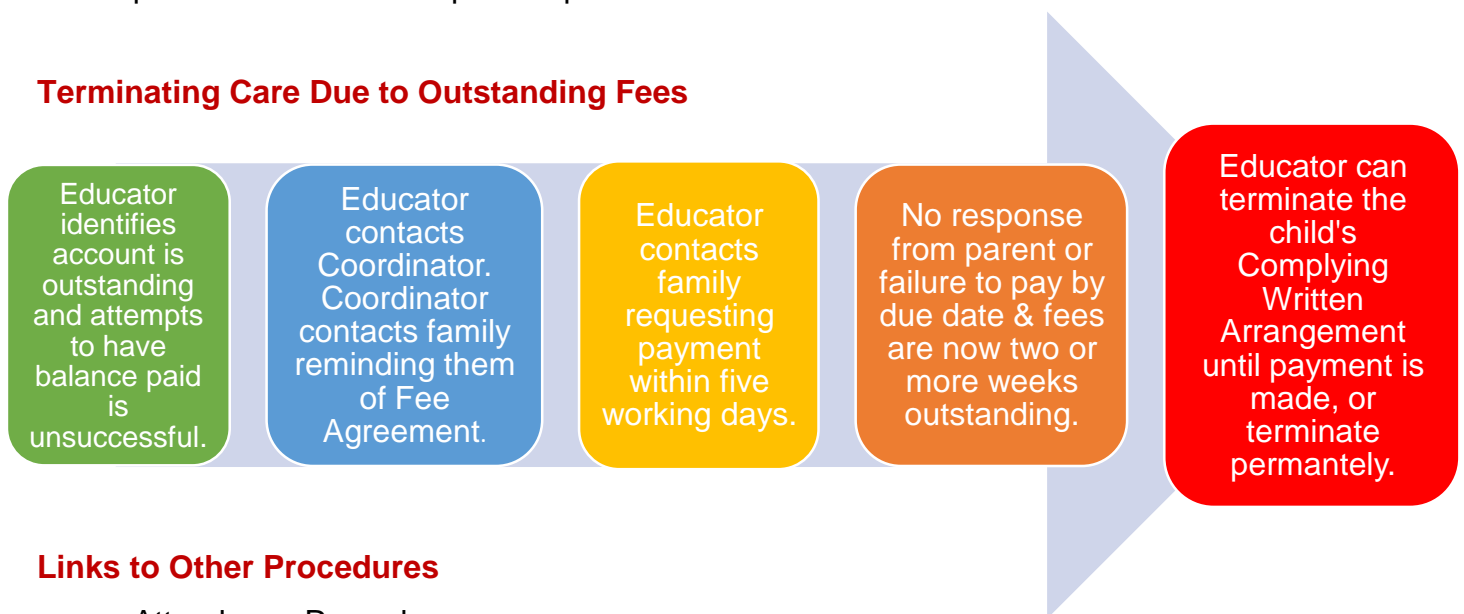 Terminating Care Due to Outstanding Fees
Educator
identifies
account is
outstanding
and attempts
to have
balance paid
is
unsuccessful.
Educator
contacts
Coordinator.
Coordinator
contacts family
reminding them
of Fee
Agreement.
Educator
contacts
family
requesting
payment
within five
working days.
No response
from parent or
failure to pay by
due date & fees
are now two or
more weeks
outstanding.
Educator can
terminate the
child's
Complying
Written
Arrangement
until payment is
made, or
terminate
permantely.
Links to Other Procedures